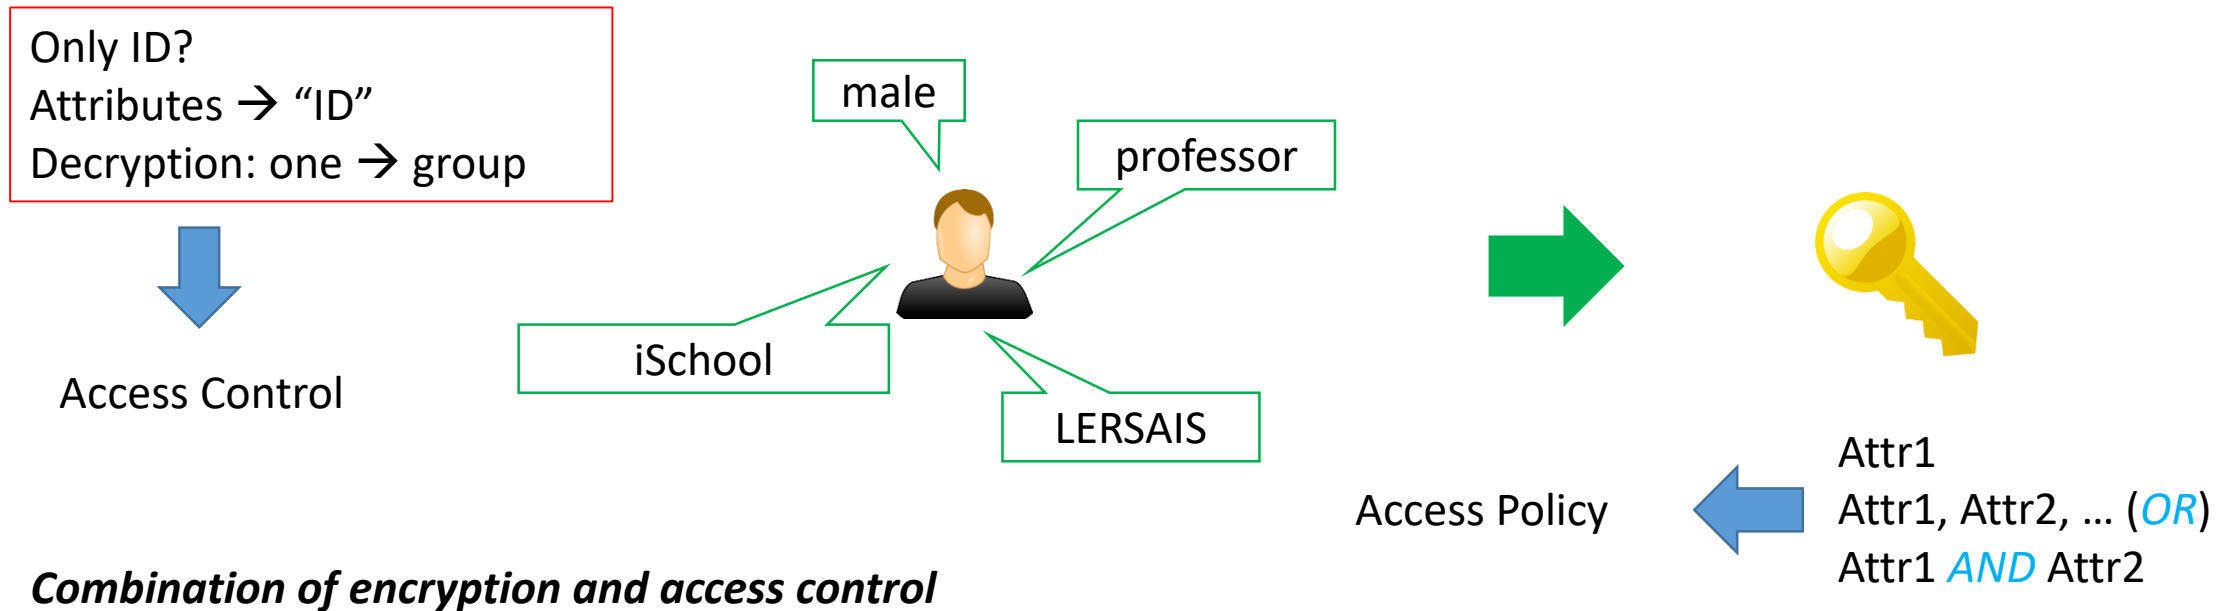 Only ID?
Attributes → “ID”
Decryption: one → group
Access Control
male
professor
iSchool
LERSAIS
Attr1
Attr1, Attr2, … (OR)
Attr1 AND Attr2
Access Policy
Combination of encryption and access control